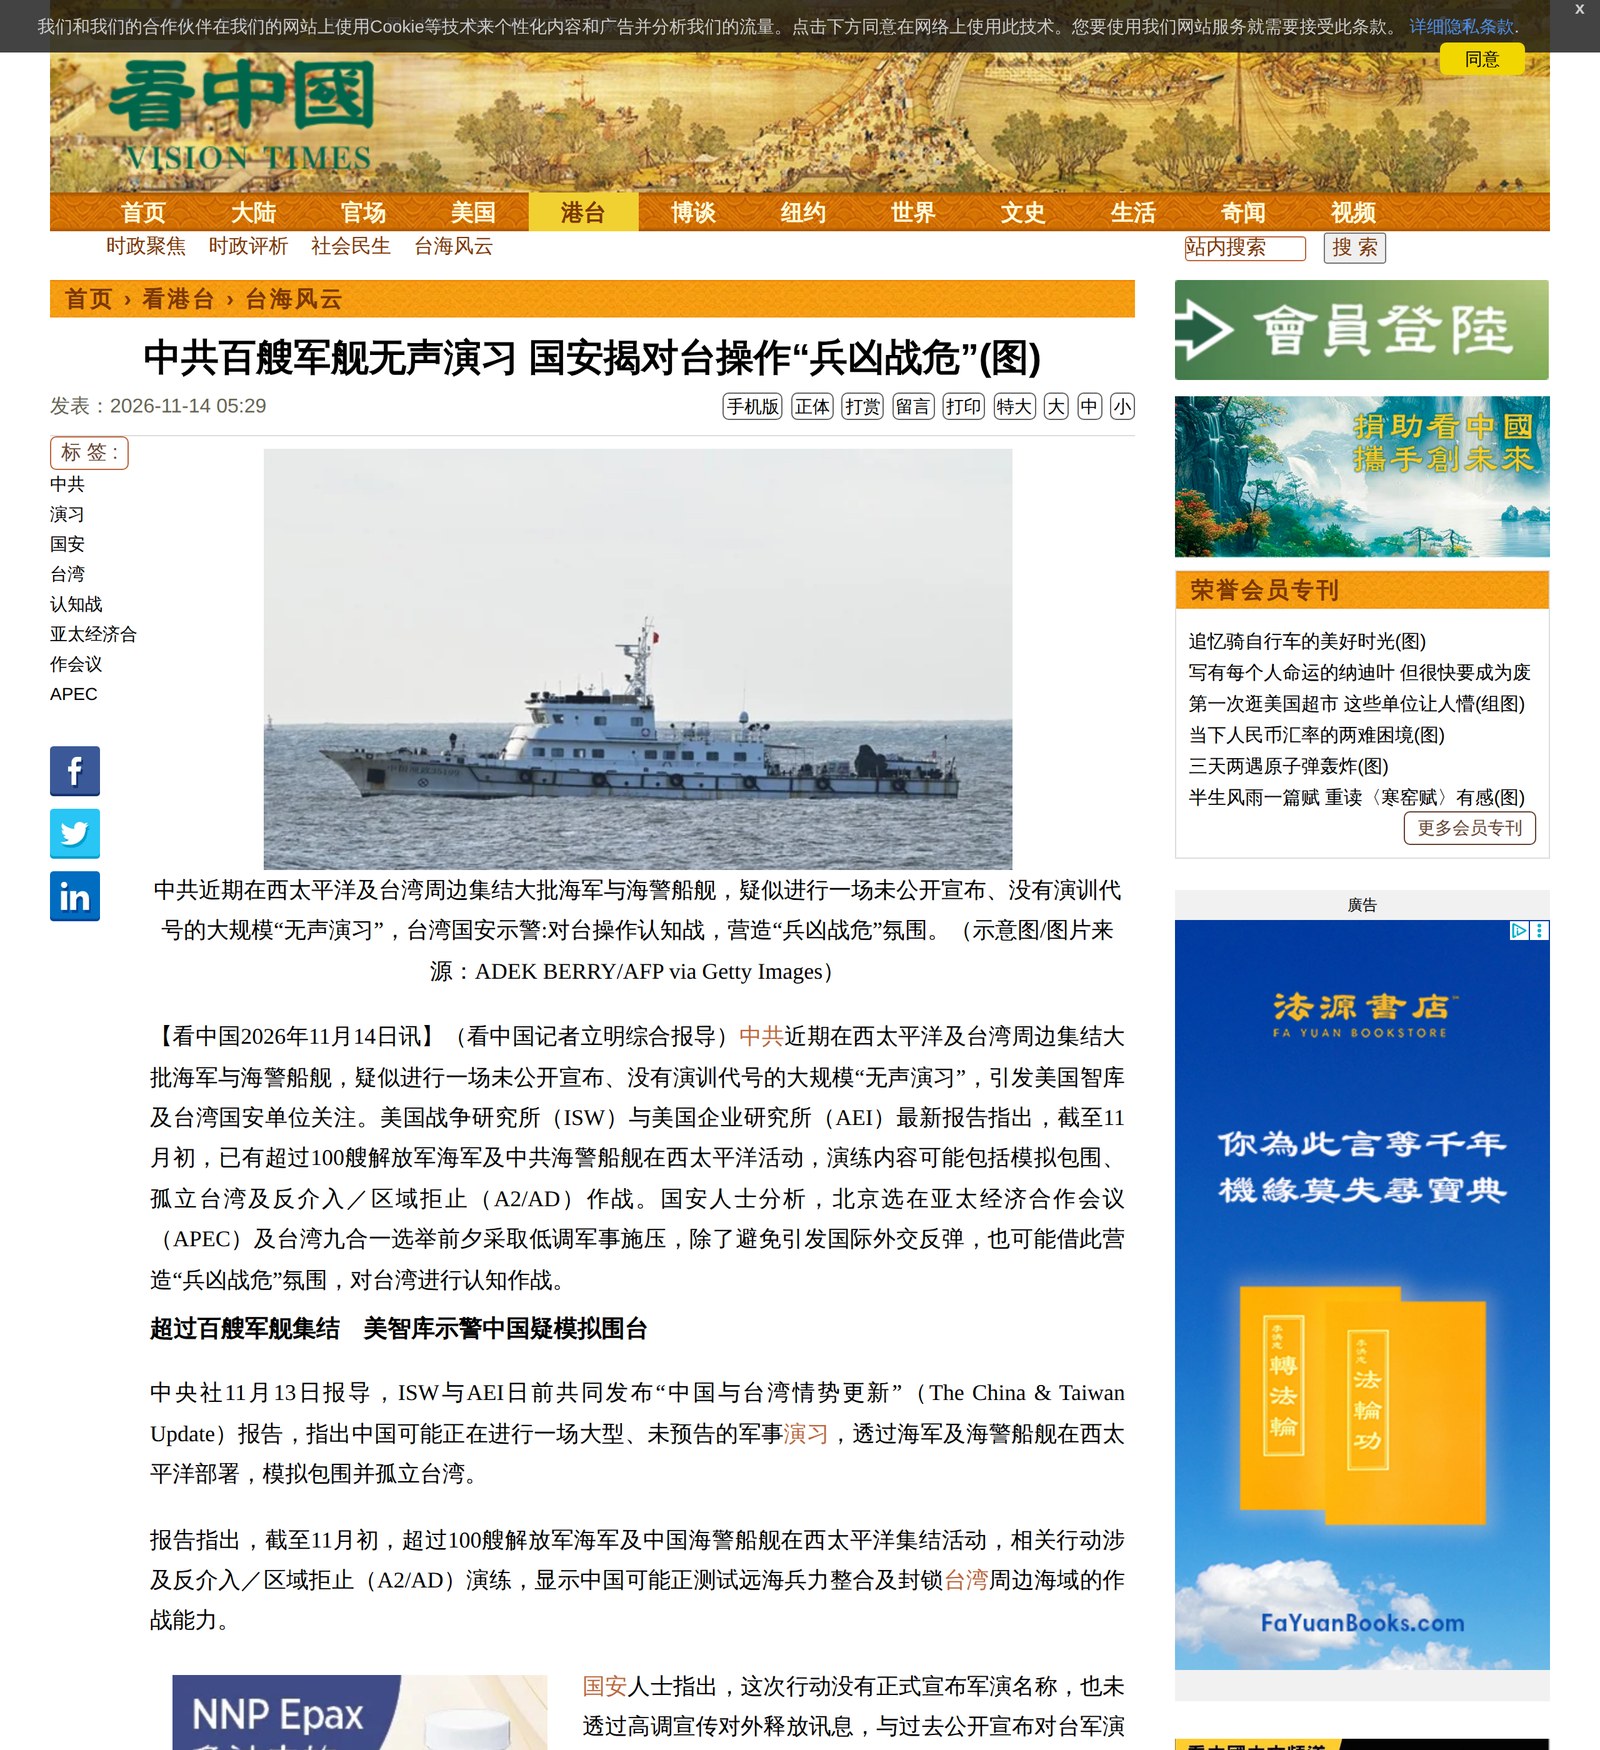 我们和我们的合作伙伴在我们的网站上使用Cookie等技术来个性化内容和广告并分析我们的流量。点击下方同意在网络上使用此技术。您要使用我们网站服务就需要接受此条款。 详细隐私条款.
x
同意
看中國
VISION TIMES
首页 大陆 官场 美国 港台 博谈 纽约 世界 文史 生活 奇闻 视频
时政聚焦 时政评析 社会民生 台海风云
站内搜索 搜 索
首页 › 看港台 › 台海风云
中共百艘军舰无声演习 国安揭对台操作“兵凶战危”(图)
发表：2026-11-14 05:29
手机版 正体 打赏 留言 打印 特大 大 中 小
标 签：
中共
演习
国安
台湾
认知战
亚太经济合
作会议
APEC
中共近期在西太平洋及台湾周边集结大批海军与海警船舰，疑似进行一场未公开宣布、没有演训代
号的大规模“无声演习”，台湾国安示警:对台操作认知战，营造“兵凶战危”氛围。（示意图/图片来
源：ADEK BERRY/AFP via Getty Images）
【看中国2026年11月14日讯】（看中国记者立明综合报导）中共近期在西太平洋及台湾周边集结大
批海军与海警船舰，疑似进行一场未公开宣布、没有演训代号的大规模“无声演习”，引发美国智库
及台湾国安单位关注。美国战争研究所（ISW）与美国企业研究所（AEI）最新报告指出，截至11
月初，已有超过100艘解放军海军及中共海警船舰在西太平洋活动，演练内容可能包括模拟包围、
孤立台湾及反介入／区域拒止（A2/AD）作战。国安人士分析，北京选在亚太经济合作会议
（APEC）及台湾九合一选举前夕采取低调军事施压，除了避免引发国际外交反弹，也可能借此营
造“兵凶战危”氛围，对台湾进行认知作战。
超过百艘军舰集结　美智库示警中国疑模拟围台
中央社11月13日报导，ISW与AEI日前共同发布“中国与台湾情势更新”（The China & Taiwan
Update）报告，指出中国可能正在进行一场大型、未预告的军事演习，透过海军及海警船舰在西太
平洋部署，模拟包围并孤立台湾。
报告指出，截至11月初，超过100艘解放军海军及中国海警船舰在西太平洋集结活动，相关行动涉
及反介入／区域拒止（A2/AD）演练，显示中国可能正测试远海兵力整合及封锁台湾周边海域的作
战能力。
NNP Epax
国安人士指出，这次行动没有正式宣布军演名称，也未
透过高调宣传对外释放讯息，与过去公开宣布对台军演
會員登陸
捐助看中國
攜手創未來
荣誉会员专刊
追忆骑自行车的美好时光(图)
写有每个人命运的纳迪叶 但很快要成为废
第一次逛美国超市 这些单位让人懵(组图)
当下人民币汇率的两难困境(图)
三天两遇原子弹轰炸(图)
半生风雨一篇赋 重读〈寒窑赋〉有感(图)
更多会员专刊
廣告
法源書店
FA YUAN BOOKSTORE
你為此言等千年
機緣莫失尋寶典
李洪志
轉法輪
李洪志
法輪功
FaYuanBooks.com